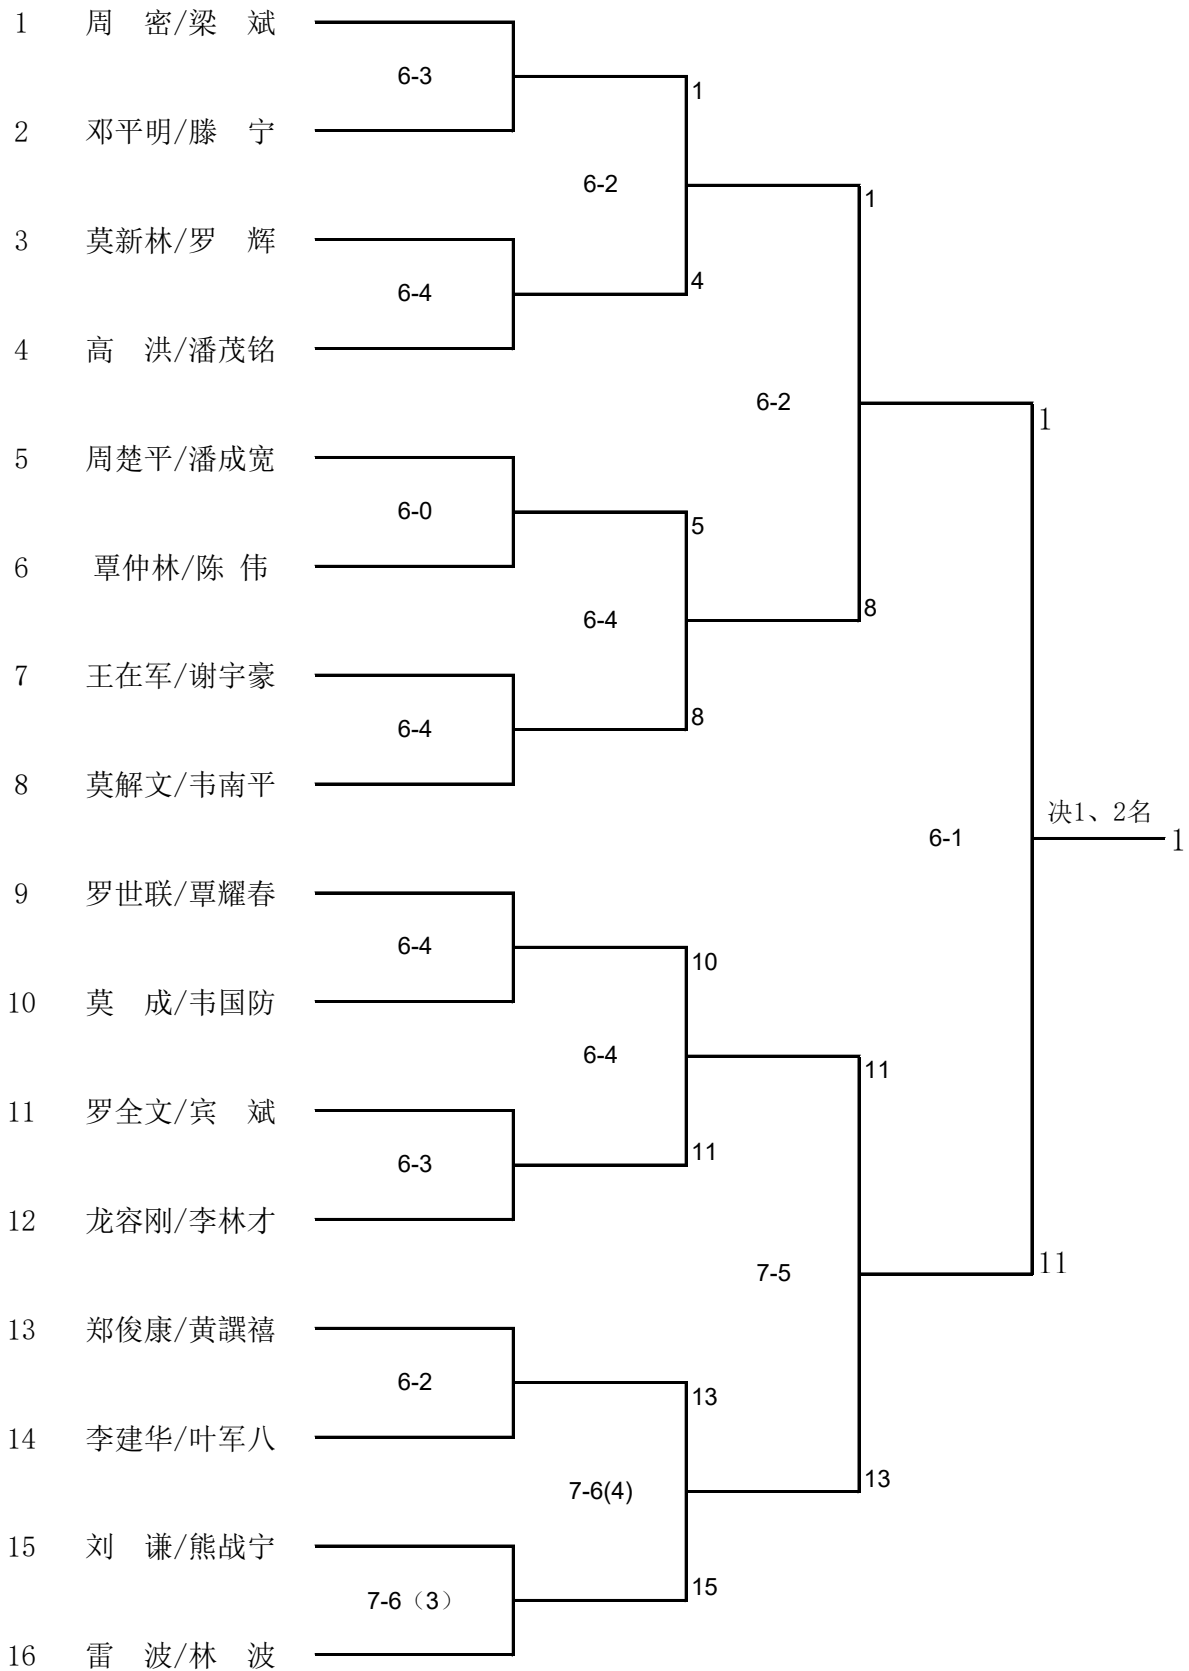 1 周 密/梁 斌
6-3
1
2 邓平明/滕 宁
6-2
1
3 莫新林/罗 辉
6-4
4
4 高 洪/潘茂铭
6-2
1
5 周楚平/潘成宽
6-0
5
6 覃仲林/陈 伟
6-4
8
7 王在军/谢宇豪
6-4
8
8 莫解文/韦南平
6-1
决1、2名
1
9 罗世联/覃耀春
6-4
10
10 莫 成/韦国防
6-4
11
11 罗全文/宾 斌
6-3
11
12 龙容刚/李林才
7-5
11
13 郑俊康/黄譔禧
6-2
13
14 李建华/叶军八
7-6(4)
13
15 刘 谦/熊战宁
7-6（3）
15
16 雷 波/林 波